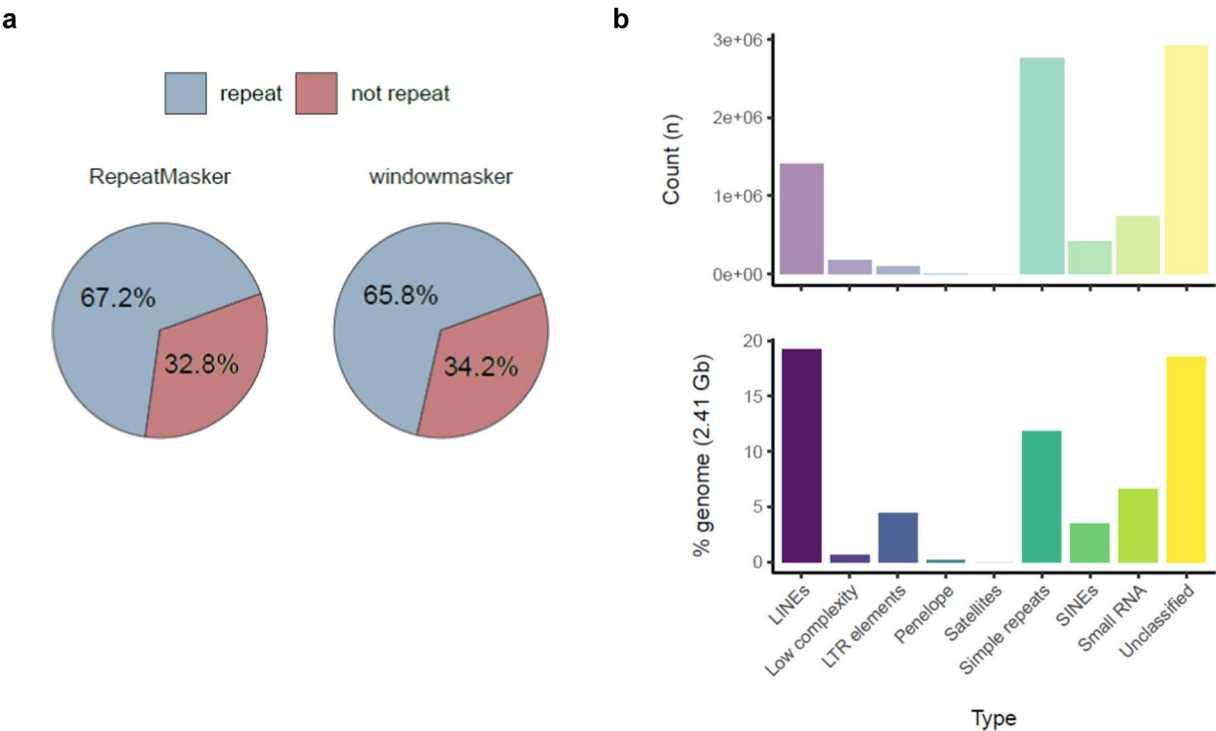 a
repeat not repeat
RepeatMasker windowmasker
67.2%
32.8%
65.8%
34.2%
b
Count (n)
3e+06
2e+06
1e+06
0e+00
% genome (2.41 Gb)
20
15
10
5
0
LINEs
Low complexity
LTR elements
Penelope
Satellites
Simple repeats
SINEs
Small RNA
Unclassified
Type